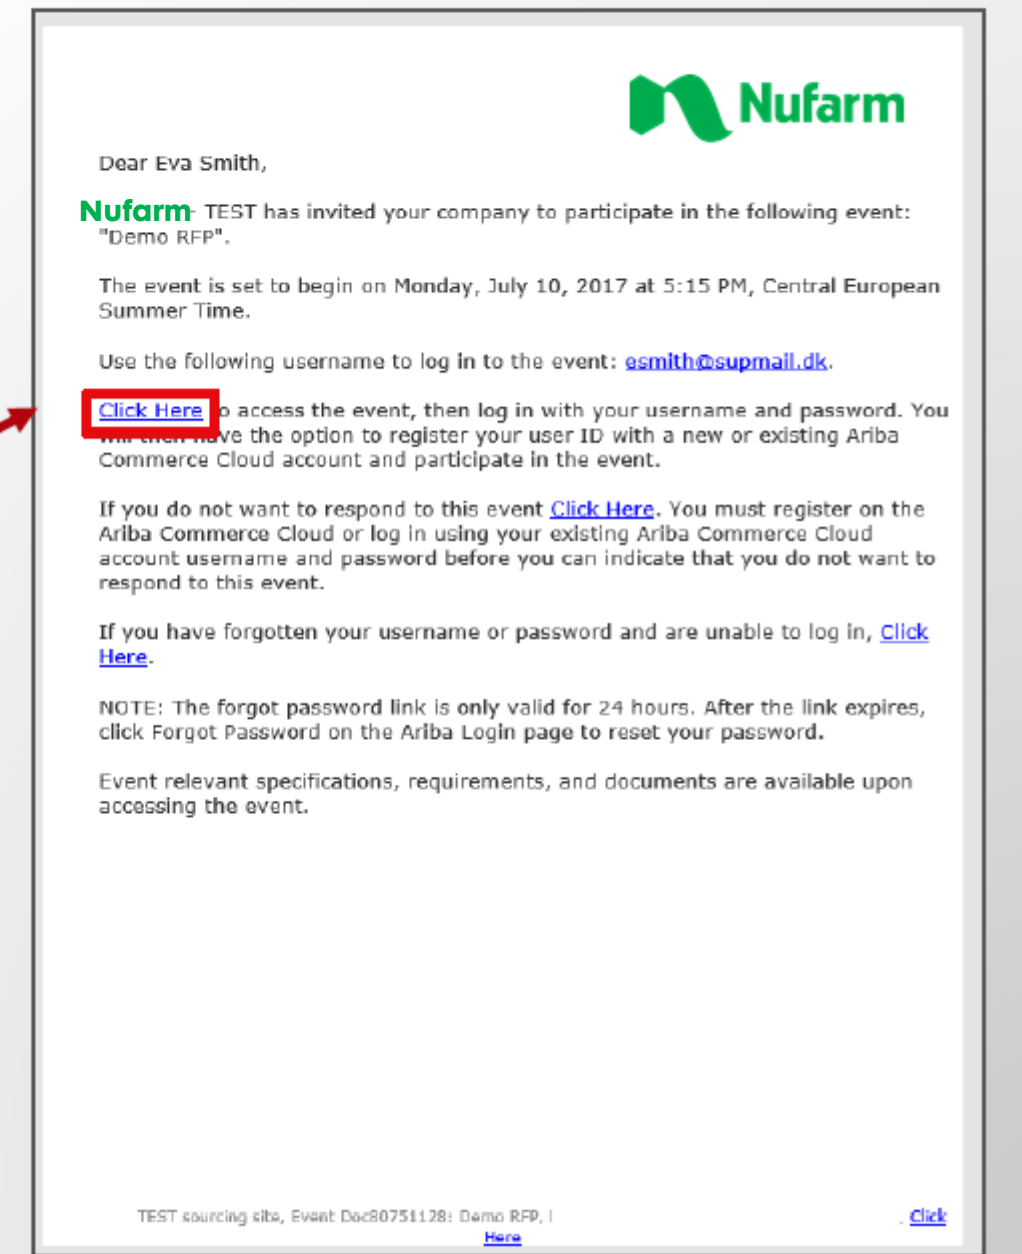 Nufarm
Dear Eva Smith,
Nufarm TEST has invited your company to participate in the following event:
"Demo RFP".
The event is set to begin on Monday, July 10, 2017 at 5:15 PM, Central European
Summer Time.
Use the following username to log in to the event: esmith@supmail.dk.
Click Here o access the event, then log in with your username and password. You
will then have the option to register your user ID with a new or existing Ariba
Commerce Cloud account and participate in the event.
If you do not want to respond to this event Click Here. You must register on the
Ariba Commerce Cloud or log in using your existing Ariba Commerce Cloud
account username and password before you can indicate that you do not want to
respond to this event.
If you have forgotten your username or password and are unable to log in, Click
Here.
NOTE: The forgot password link is only valid for 24 hours. After the link expires,
click Forgot Password on the Ariba Login page to reset your password.
Event relevant specifications, requirements, and documents are available upon
accessing the event.
TEST sourcing site, Event Doc80751128: Demo RFP, . Click
Here